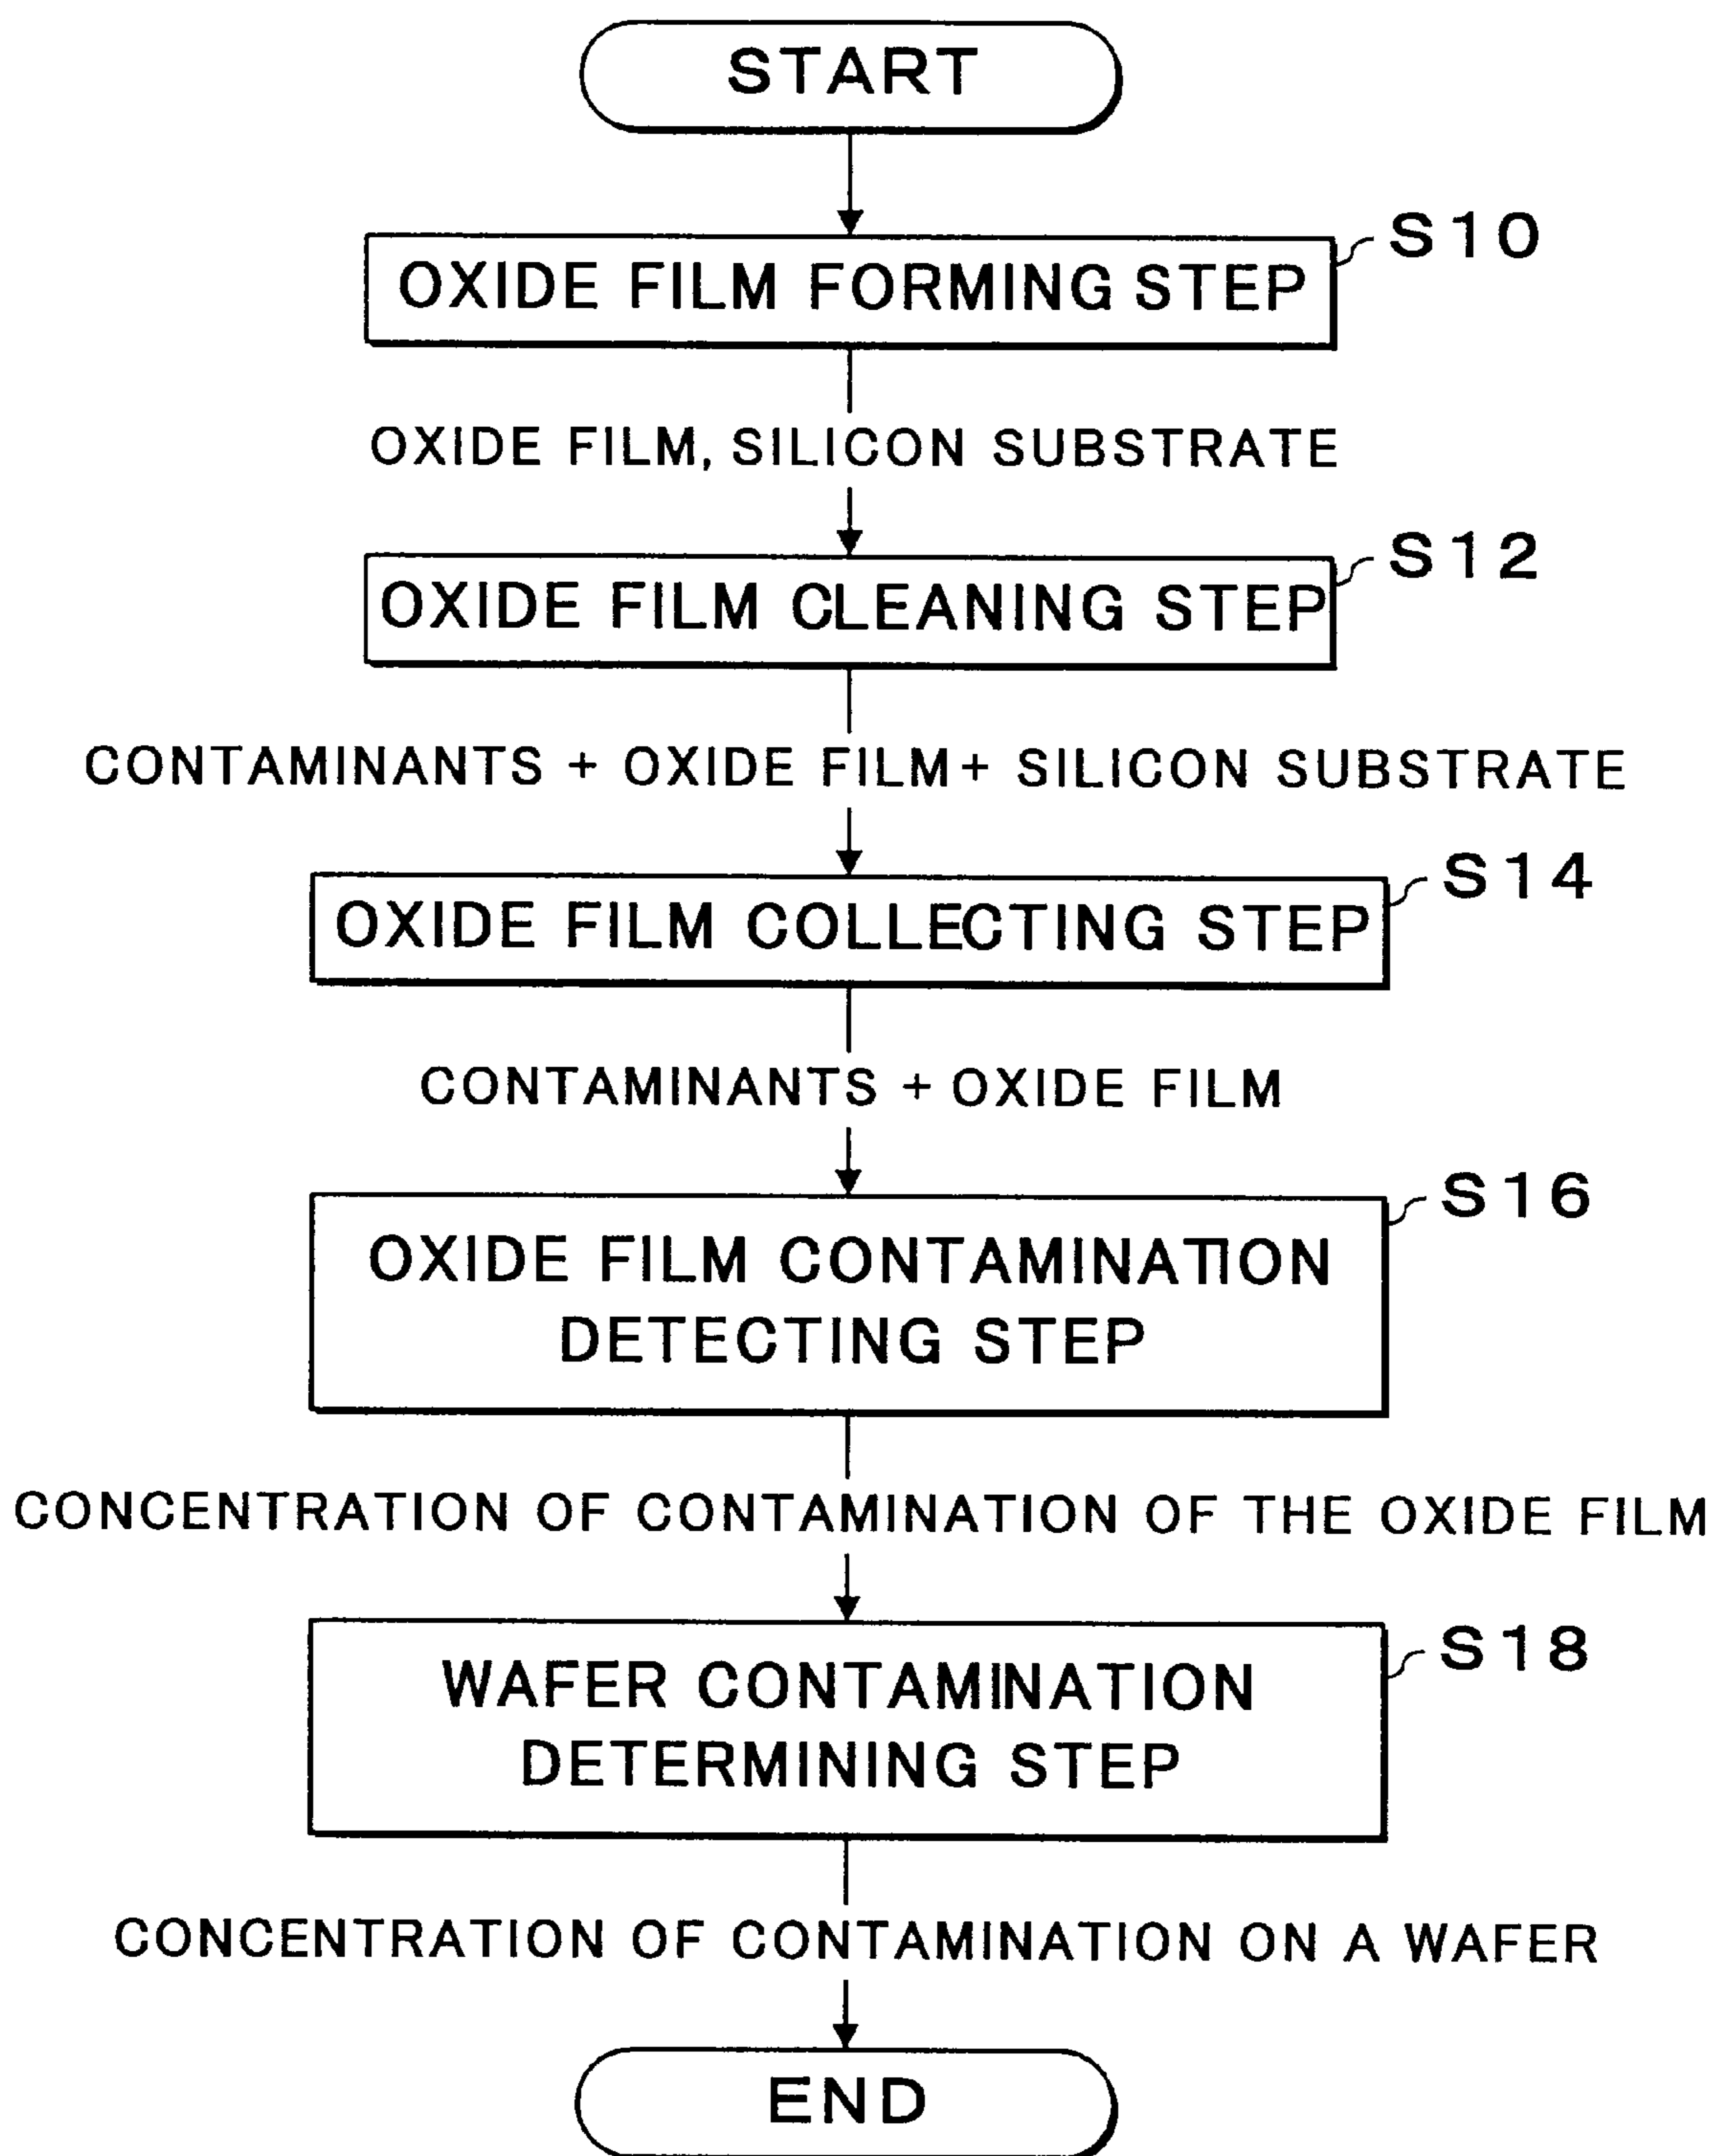 START
S10
OXIDE FILM FORMING STEP
OXIDE FILM, SILICON SUBSTRATE
S12
OXIDE FILM CLEANING STEP
CONTAMINANTS + OXIDE FILM + SILICON SUBSTRATE
S14
OXIDE FILM COLLECTING STEP
CONTAMINANTS + OXIDE FILM
S16
OXIDE FILM CONTAMINATION
DETECTING STEP
CONCENTRATION OF CONTAMINATION OF THE OXIDE FILM
S18
WAFER CONTAMINATION
DETERMINING STEP
CONCENTRATION OF CONTAMINATION ON A WAFER
END